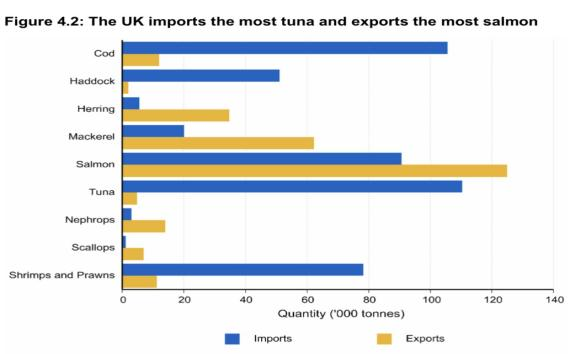 Figure 4.2: The UK imports the most tuna and exports the most salmon
Cod
Haddock
Herring
Mackerel
Salmon
Tuna
Nephrops
Scallops
Shrimps and Prawns
0 20 40 60 80 100 120 140
Quantity ('000 tonnes)
Imports Exports